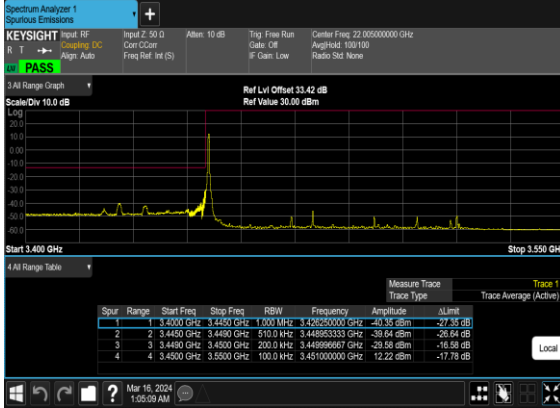 Spectrum Analyzer 1
Spurious Emissions
+
KEYSIGHT Input: RF Input Z: 50 Ω Atten: 10 dB Trig: Free Run Center Freq: 22.005000000 GHz
R T Coupling: DC Corr CCorr Gate: Off Avg|Hold: 100/100
Align: Auto Freq Ref: Int (S) IF Gain: Low Radio Std: None
LXI PASS
3.All Range Graph
Ref Lvl Offset 33.42 dB
Scale/Div 10.0 dB Ref Value 30.00 dBm
Log
20.0
10.0
0.00
-10.0
-20.0
-30.0
-40.0
-50.0
-60.0
Start 3.400 GHz Stop 3.550 GH
4.All Range Table
Measure Trace Trace 1
Trace Type Trace Average (Active)
Spur Range Start Freq Stop Freq RBW Frequency Amplitude ΔLimit
1 1 3.4000 GHz 3.4450 GHz 1.000 MHz 3.426250000 GHz -40.35 dBm -27.35 dB
2 2 3.4450 GHz 3.4490 GHz 510.0 kHz 3.448953333 GHz -39.64 dBm -26.64 dB
3 3 3.4490 GHz 3.4500 GHz 200.0 kHz 3.449996667 GHz -29.58 dBm -16.58 dB
4 4 3.4500 GHz 3.5500 GHz 100.0 kHz 3.451000000 GHz 12.22 dBm -17.78 dB
Local
?
Mar 16, 2024
1:05:09 AM